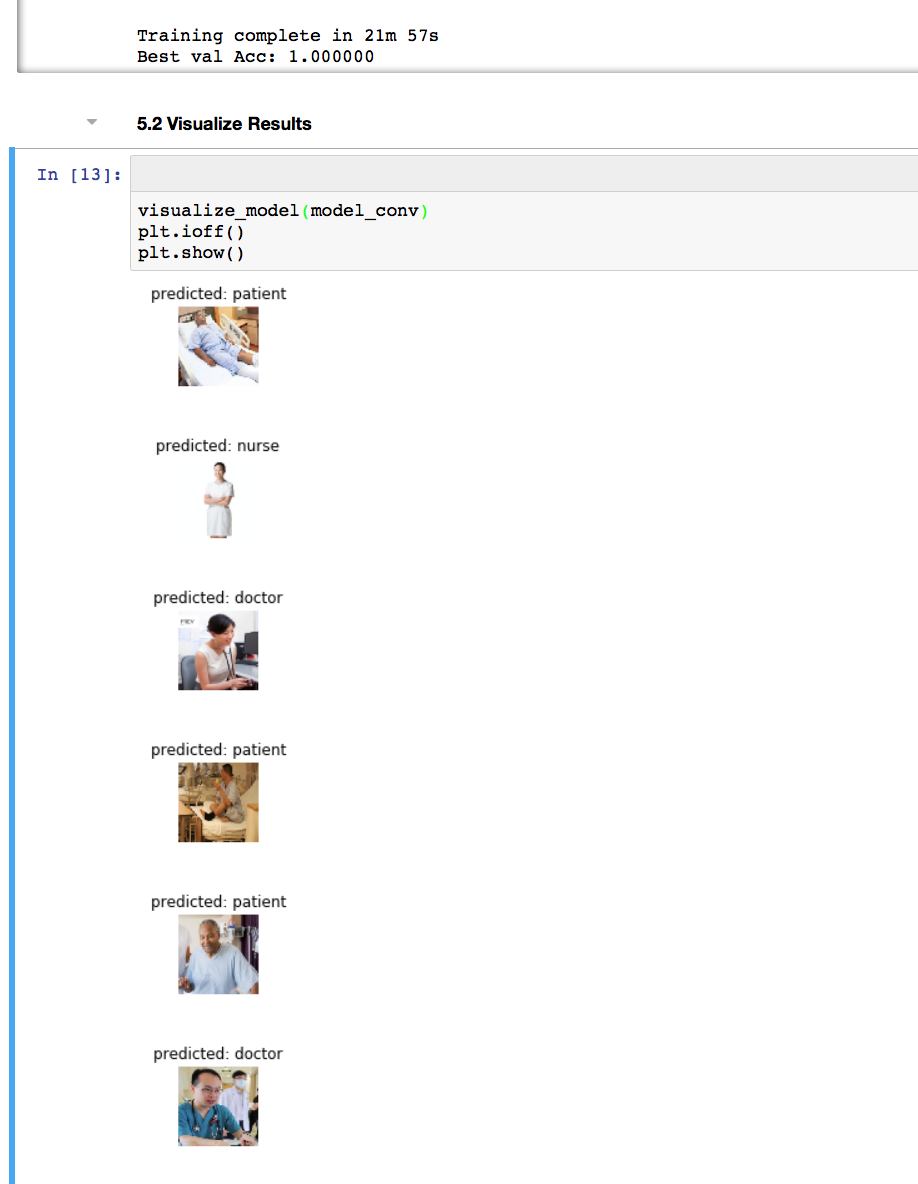 Training complete in 21m 57s
Best val Acc: 1.000000
5.2 Visualize Results
In [13]:
visualize_model(model_conv)
plt.ioff()
plt.show()
predicted: patient
predicted: nurse
predicted: doctor
predicted: patient
predicted: patient
predicted: doctor